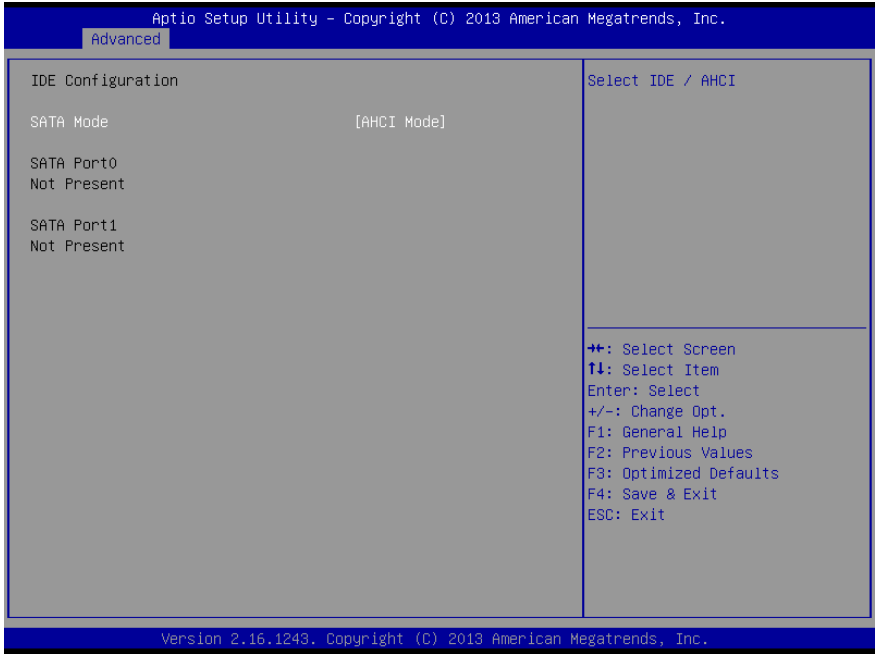 Aptio Setup Utility – Copyright (C) 2013 American Megatrends, Inc.
Advanced
IDE Configuration
SATA Mode [AHCI Mode]
SATA Port0
Not Present
SATA Port1
Not Present
Select IDE / AHCI
→←: Select Screen
↑↓: Select Item
Enter: Select
+/-: Change Opt.
F1: General Help
F2: Previous Values
F3: Optimized Defaults
F4: Save & Exit
ESC: Exit
Version 2.16.1243. Copyright (C) 2013 American Megatrends, Inc.